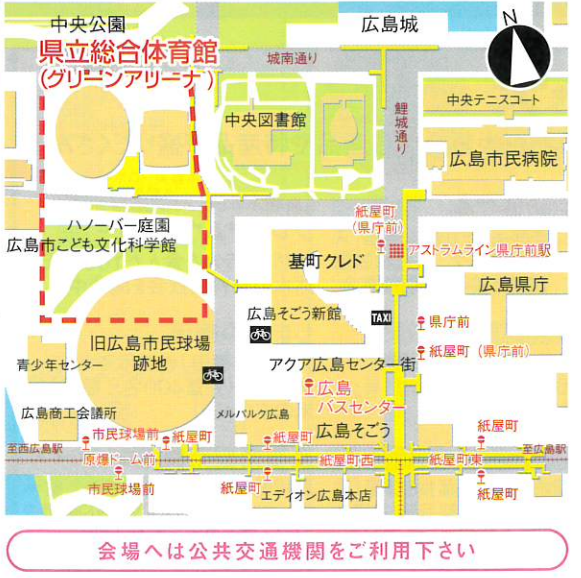 中央公園
広島城
N
県立総合体育館
(グリーンアリーナ)
城南通り
中央テニスコート
中央図書館
鯉城通り
広島市民病院
紙屋町
(県庁前)
ハノーバー庭園
広島市こども文化科学館
アストラムライン県庁前駅
基町クレド
広島県庁
広島そごう新館
TAXI
県庁前
旧広島市民球場
跡地
紙屋町(県庁前)
青少年センター
アクア広島センター街
広島
バスセンター
広島商工会議所
メルパルク広島
広島そごう
市民球場前
紙屋町
紙屋町
紙屋町
至西広島駅
原爆ドーム前
紙屋町西
紙屋町東
至広島駅
市民球場前
紙屋町
エディオン広島本店
紙屋町
会場へは公共交通機関をご利用下さい